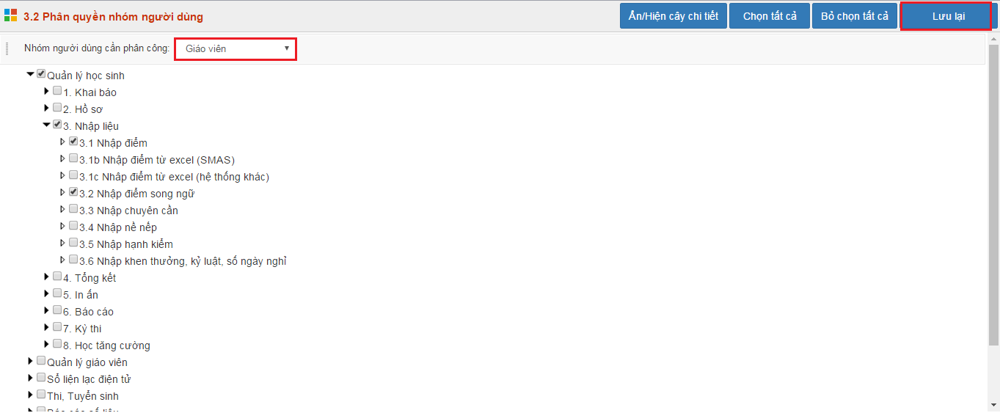 3.2 Phân quyền nhóm người dùng
Ẩn/Hiện cây chi tiết
Chọn tất cả
Bỏ chọn tất cả
Lưu lại
Nhóm người dùng cần phân công: Giáo viên
Quản lý học sinh
1. Khai báo
2. Hồ sơ
3. Nhập liệu
3.1 Nhập điểm
3.1b Nhập điểm từ excel (SMAS)
3.1c Nhâp điểm từ excel (hệ thống khác)
3.2 Nhập điểm song ngữ
3.3 Nhập chuyên cần
3.4 Nhập nề nếp
3.5 Nhập hạnh kiểm
3.6 Nhập khen thưởng, kỷ luật, số ngày nghỉ
4. Tổng kết
5. In ấn
6. Báo cáo
7. Kỳ thi
8. Học tăng cường
Quản lý giáo viên
Sổ liên lạc điện tử
Thi, Tuyển sinh